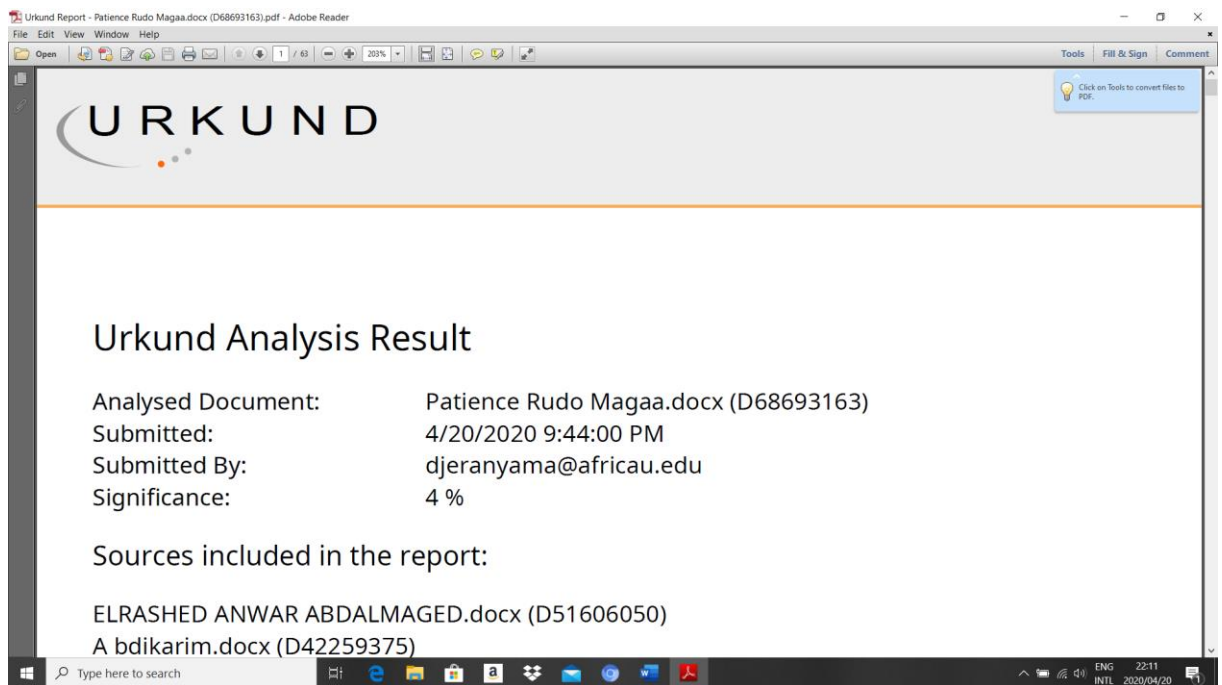 Urkund Report - Patience Rudo Magaa.docx (D68693163).pdf - Adobe Reader
File Edit View Window Help
Open 1 / 63 203% Tools Fill & Sign Comment
Click on Tools to convert files to
PDF.
URKUND
Urkund Analysis Result
Analysed Document: Patience Rudo Magaa.docx (D68693163)
Submitted: 4/20/2020 9:44:00 PM
Submitted By: djeranyama@africau.edu
Significance: 4 %
Sources included in the report:
ELRASHED ANWAR ABDALMAGED.docx (D51606050)
A bdikarim.docx (D42259375)
Type here to search
ENG 22:11
INTL 2020/04/20